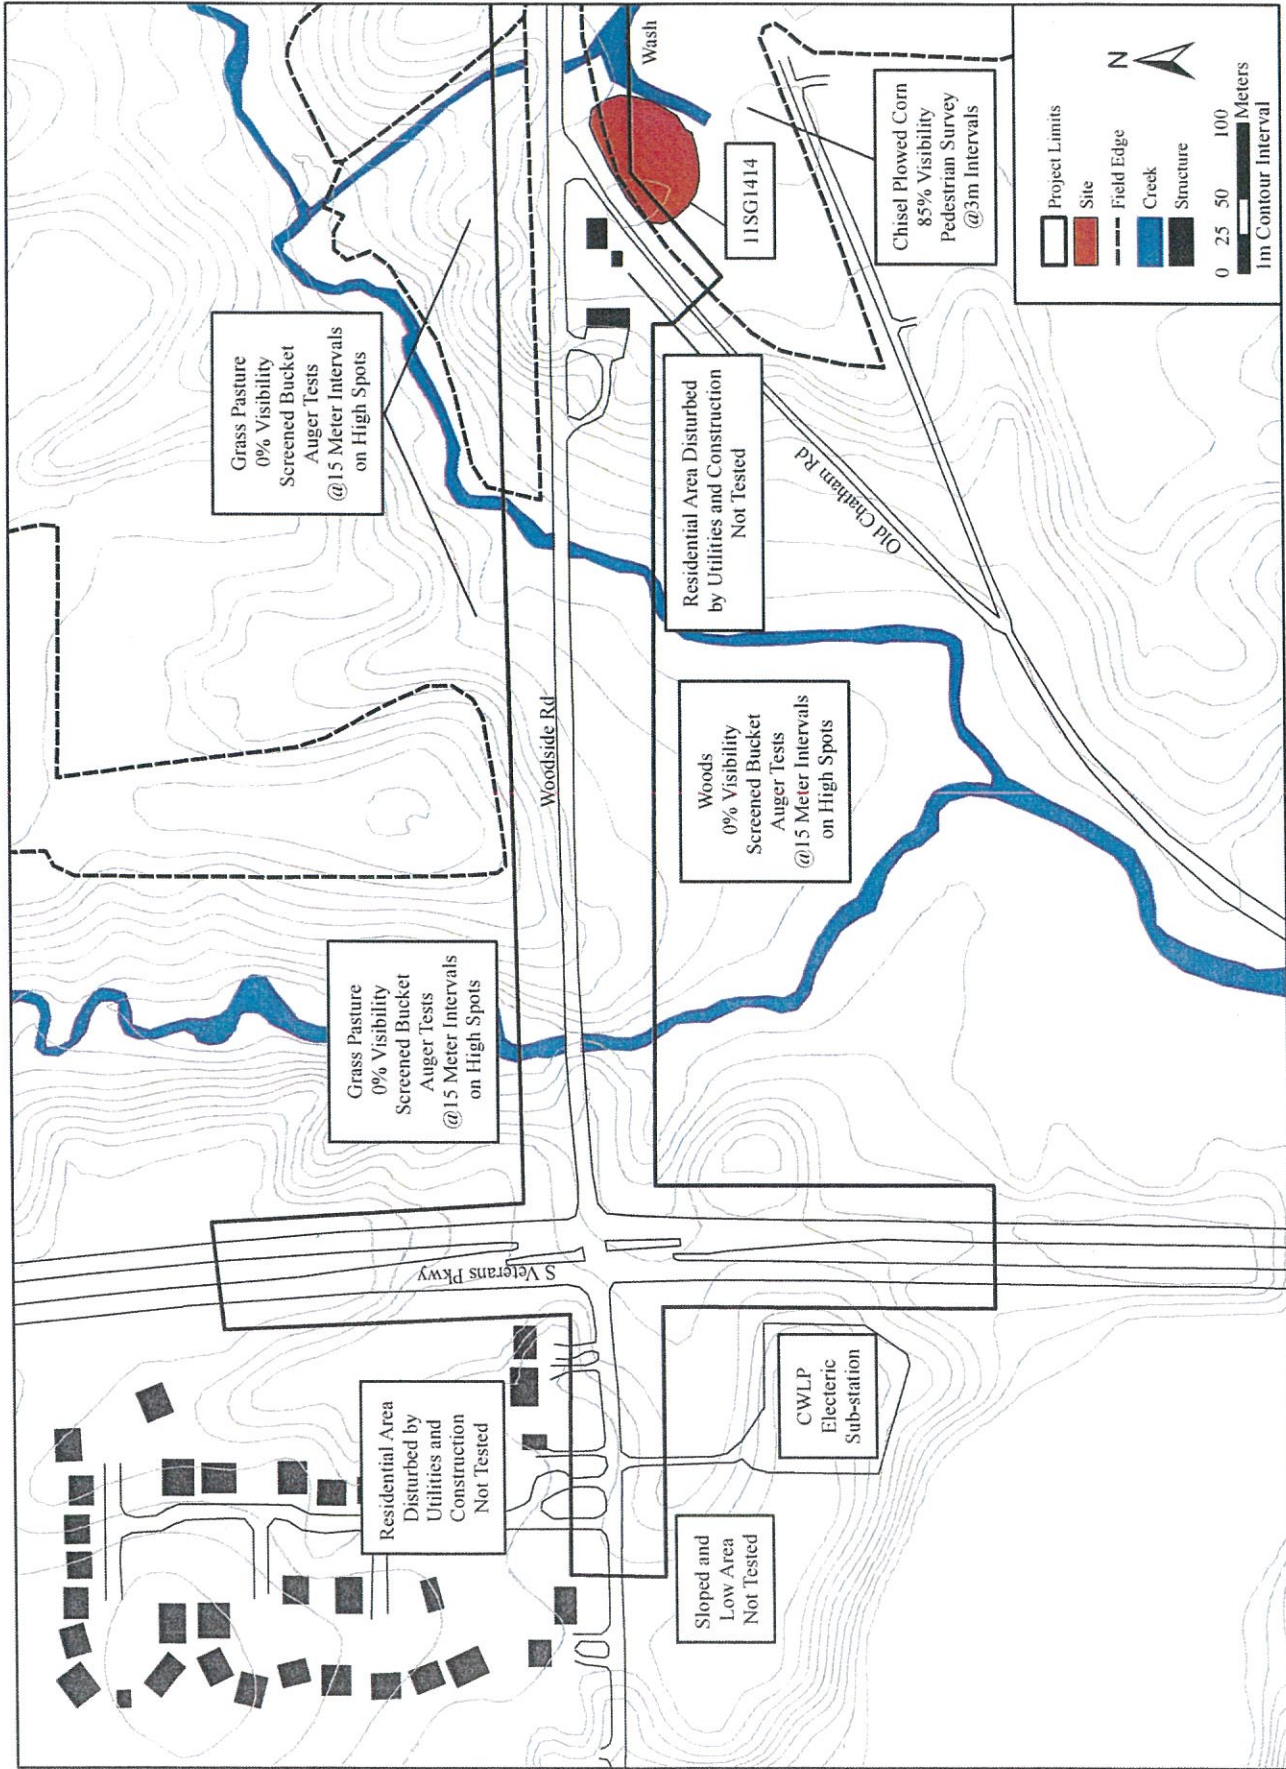 Grass Pasture
0% Visibility
Screened Bucket
Auger Tests
@15 Meter Intervals
on High Spots
Grass Pasture
0% Visibility
Screened Bucket
Auger Tests
@15 Meter Intervals
on High Spots
Residential Area
Disturbed by
Utilities and
Construction
Not Tested
S Veterans Pkwy
Woodside Rd
Wash
Sloped and
Low Area
Not Tested
CWLP
Electeric
Sub-station
Woods
0% Visibility
Screened Bucket
Auger Tests
@15 Meter Intervals
on High Spots
Residential Area Disturbed
by Utilities and Construction
Not Tested
Old Chatham Rd
11SG1414
Chisel Plowed Corn
85% Visibility
Pedestrian Survey
@3m Intervals
N
Project Limits
Site
Field Edge
Creek
Structure
0 25 50 100
Meters
1m Contour Interval